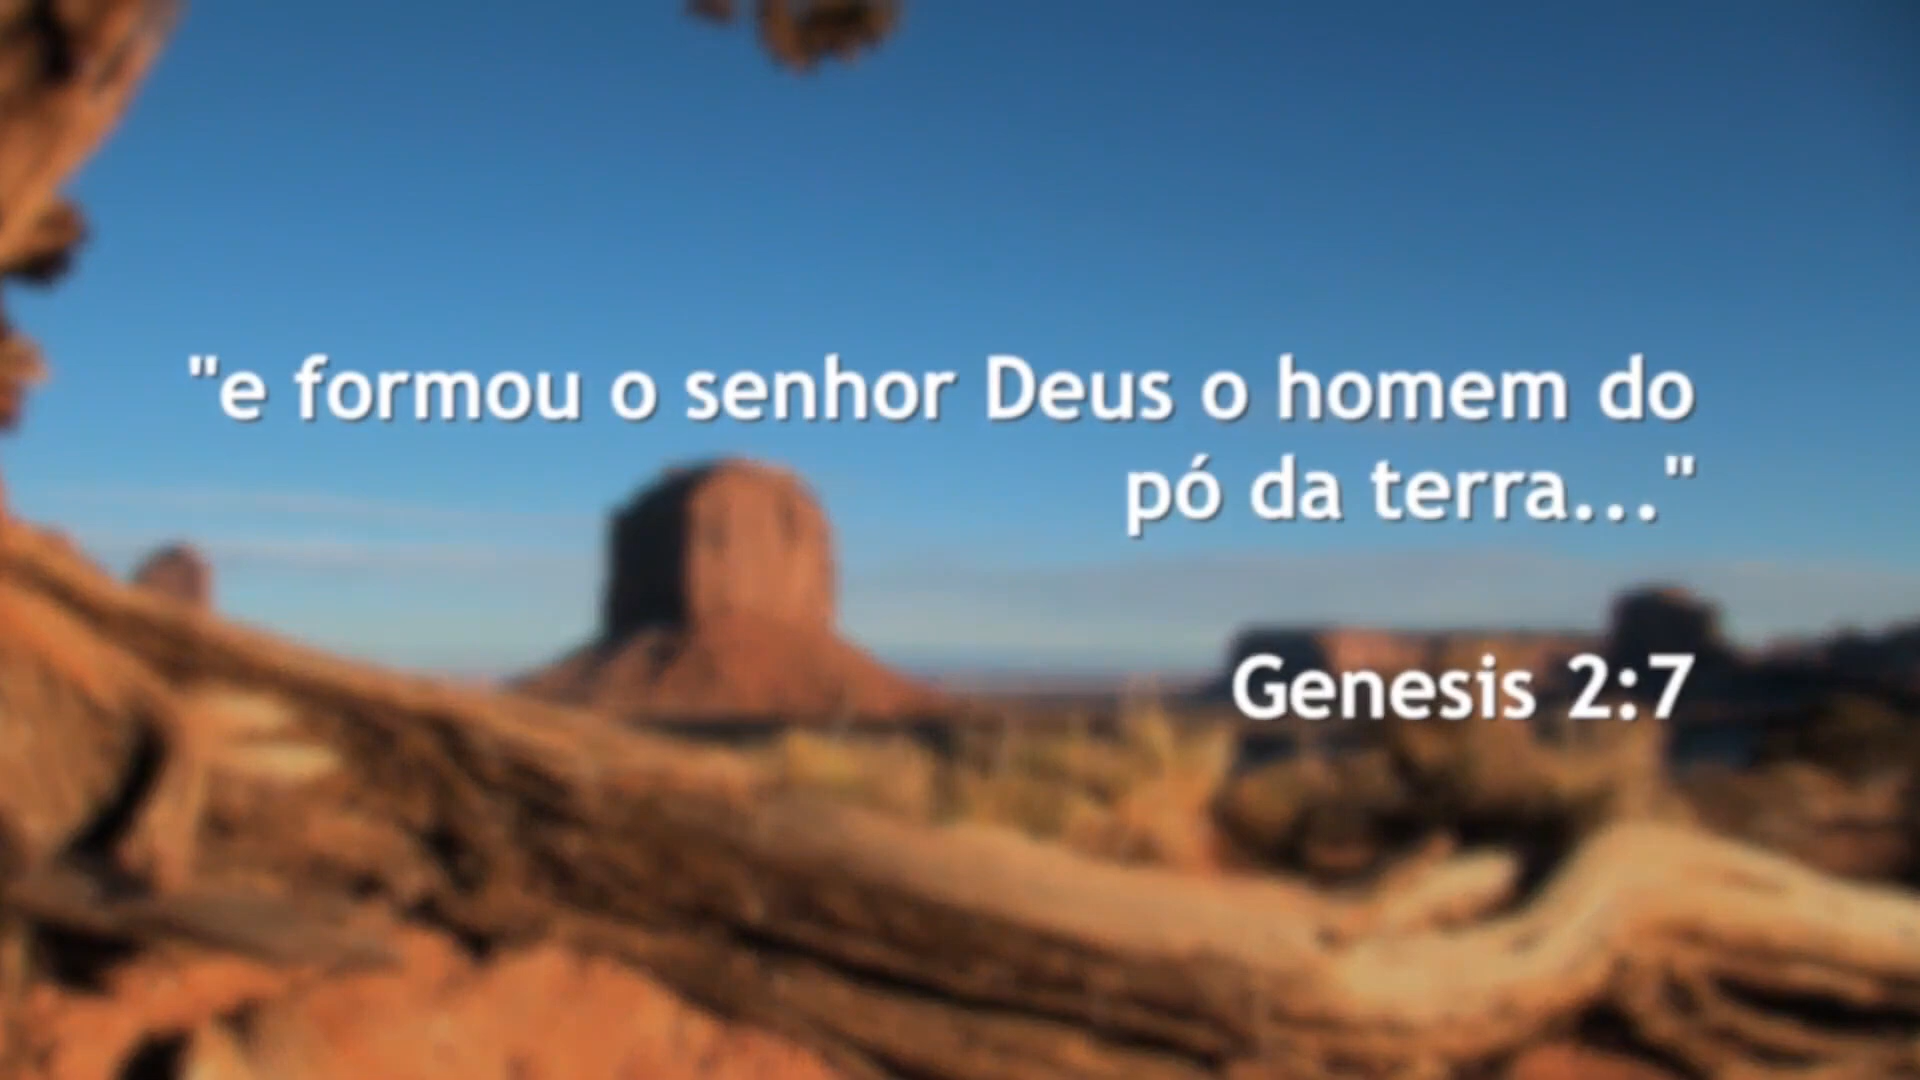 "e formou o senhor Deus o homem do
pó da terra..."
Genesis 2:7